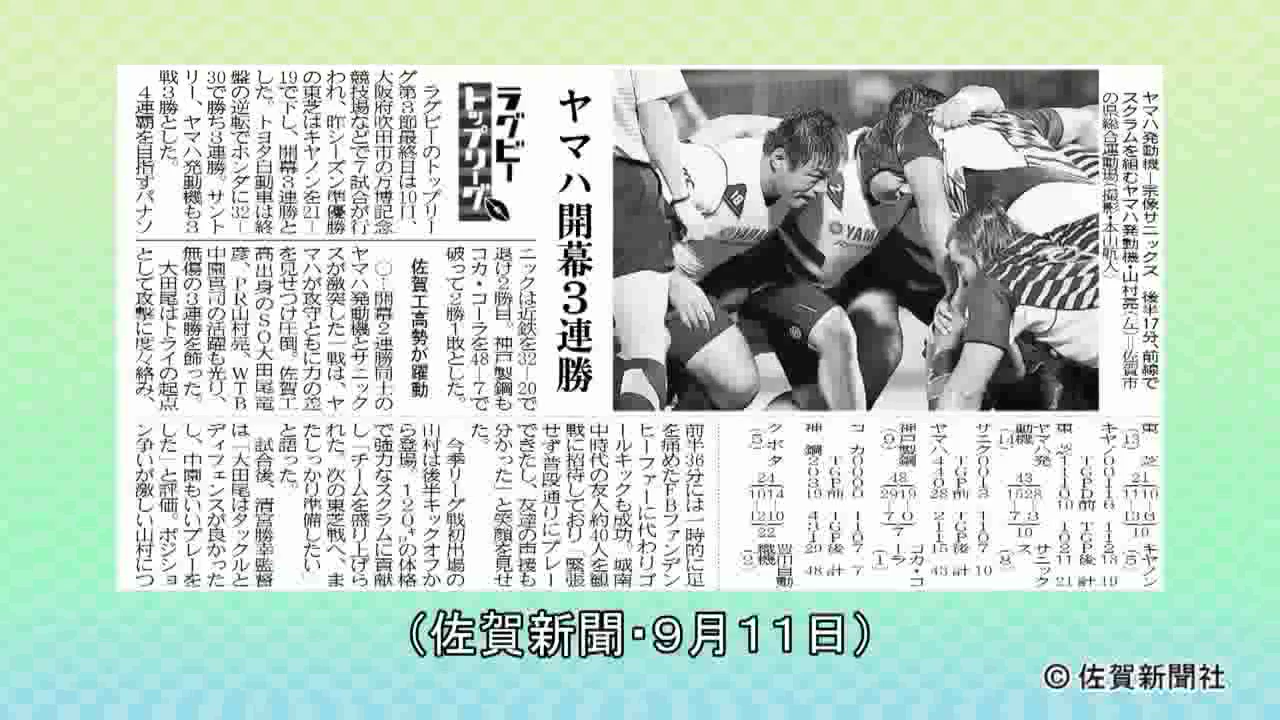 ヤマハ開幕3連勝
ラグビー
トップリーグ
ラグビーのトップリー
グ第3節最終日は10日、
大阪府吹田市の万博記念
競技場などで7試合が行
われ、昨シーズン準優勝
の東芝はキヤノンを21―
19で下し、開幕3連勝と
した。トヨタ自動車は終
盤の逆転でホンダに32―
30で勝ち3連勝。サント
リー、ヤマハ発動機も3
戦3勝とした。
4連覇を目指すパナソ
ニックは近鉄を32―20で
退け2勝目。神戸製鋼も
コカ・コーラを48―7で
破って2勝1敗とした。
佐賀工高勢が躍動
○…開幕2連勝同士の
ヤマハ発動機とサニック
スが激突した一戦は、ヤ
マハが攻守ともに力の差
を見せつけ圧倒。佐賀工
高出身のSO大田尾竜
彦、PR山村亮、WTB
中園真司の活躍も光り、
無傷の3連勝を飾った。
大田尾はトライの起点
として攻撃に度々絡み、
前半36分には一時的に足
を痛めたFBファンデン
ヒーファーに代わりゴ
ールキックも成功。城南
中時代の友人約40人を観
戦に招待しており「緊張
せず普段通りにプレー
できたし、友達の声援も
分かった」と笑顔を見せ
た。
今季リーグ戦初出場の
山村は後半キックオフか
ら登場。120㌔の体格
で強力なスクラムに貢献
し「チームを盛り上げら
れた。次の東芝戦へ、ま
たしっかり準備したい」
と語った。
試合後、清宮勝幸監督
は「大田尾はタックルと
ディフェンスが良かった
し、中園もいいプレーを
した」と評価。ポジショ
ン争いが激しい山村につ
ヤマハ発動機―宗像サニックス 後半17分、前線で
スクラムを組むヤマハ発動機・山村亮(左)=佐賀市
の県総合運動場(撮影・本山航大)
YAMAHA
(佐賀新聞・9月11日)
© 佐賀新聞社